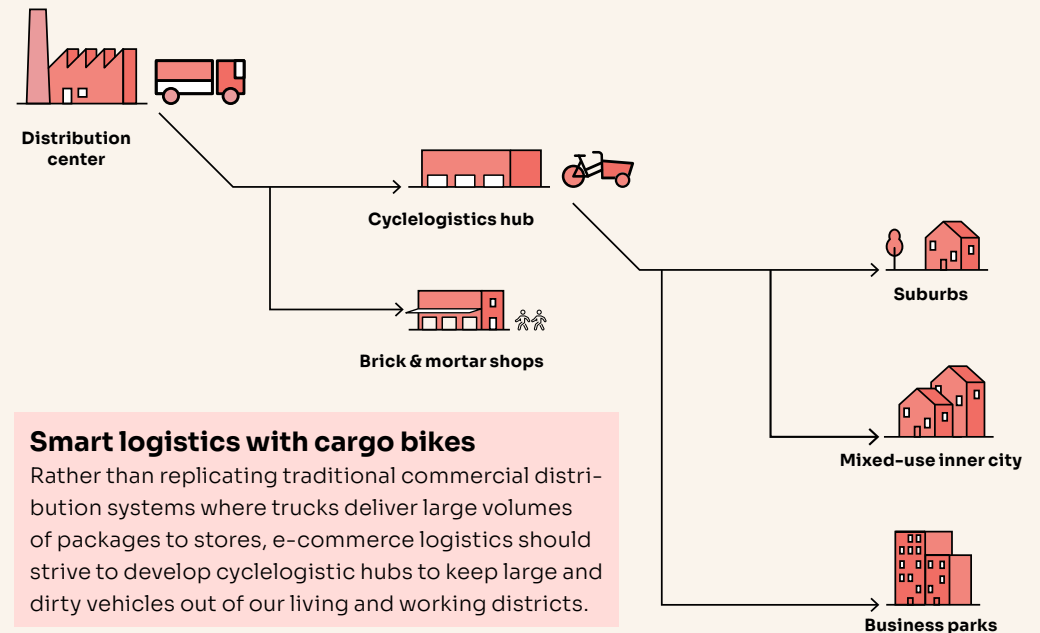 Distribution
center
Cyclelogistics hub
Suburbs
Brick & mortar shops
Smart logistics with cargo bikes
Rather than replicating traditional commercial distri-
bution systems where trucks deliver large volumes
of packages to stores, e-commerce logistics should
strive to develop cyclelogistic hubs to keep large and
dirty vehicles out of our living and working districts.
Mixed-use inner city
Business parks